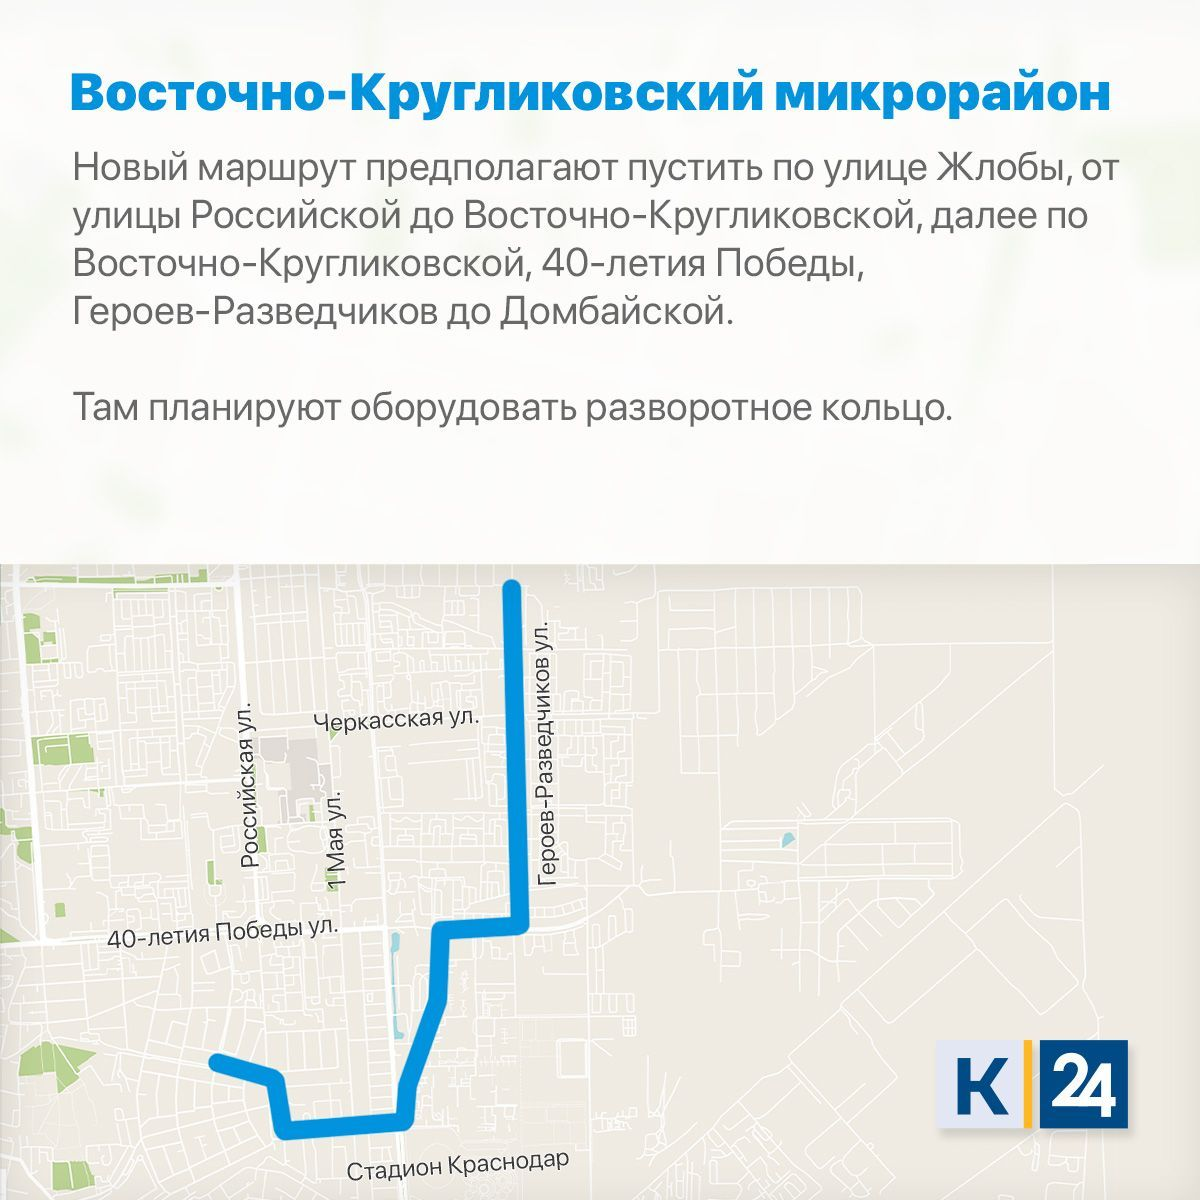 Восточно-Кругликовский микрорайон
Новый маршрут предполагают пустить по улице Жлобы, от
улицы Российской до Восточно-Кругликовской, далее по
Восточно-Кругликовской, 40-летия Победы,
Героев-Разведчиков до Домбайской.
Там планируют оборудовать разворотное кольцо.
Героев-Разведчиков ул.
Черкасская ул.
Российская ул.
1 Мая ул.
40-летия Победы ул.
К 24
Стадион Краснодар